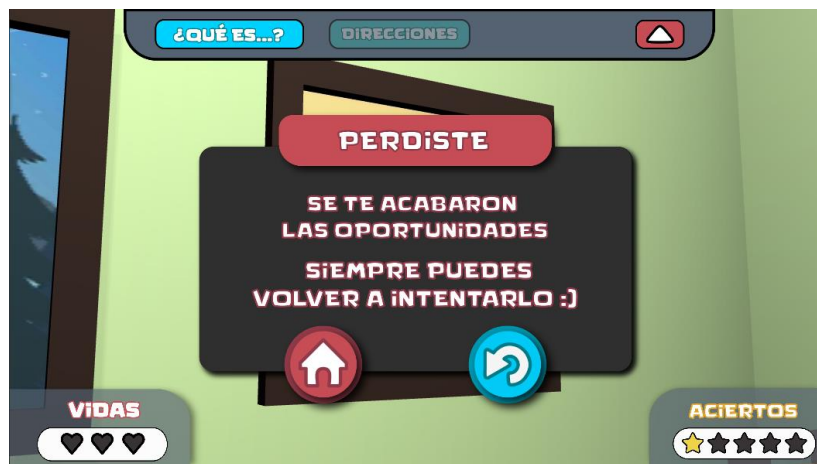 ¿QUÉ ES...?
DIRECCIONES
PERDISTE
SE TE ACABARON
LAS OPORTUNIDADES
SIEMPRE PUEDES
VOLVER A INTENTARLO :)
VIDAS
ACIERTOS